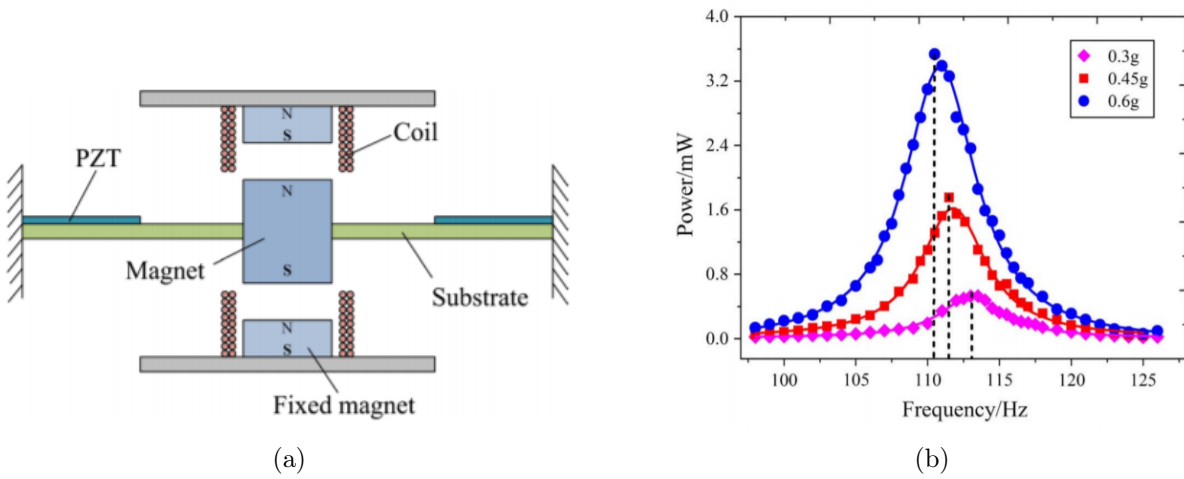 N
S
Coil
PZT
N
Magnet
S
Substrate
N
S
Fixed magnet
(a)
4.0
3.2
2.4
1.6
0.8
0.0
Power/mW
0.3g
0.45g
0.6g
100 105 110 115 120 125
Frequency/Hz
(b)